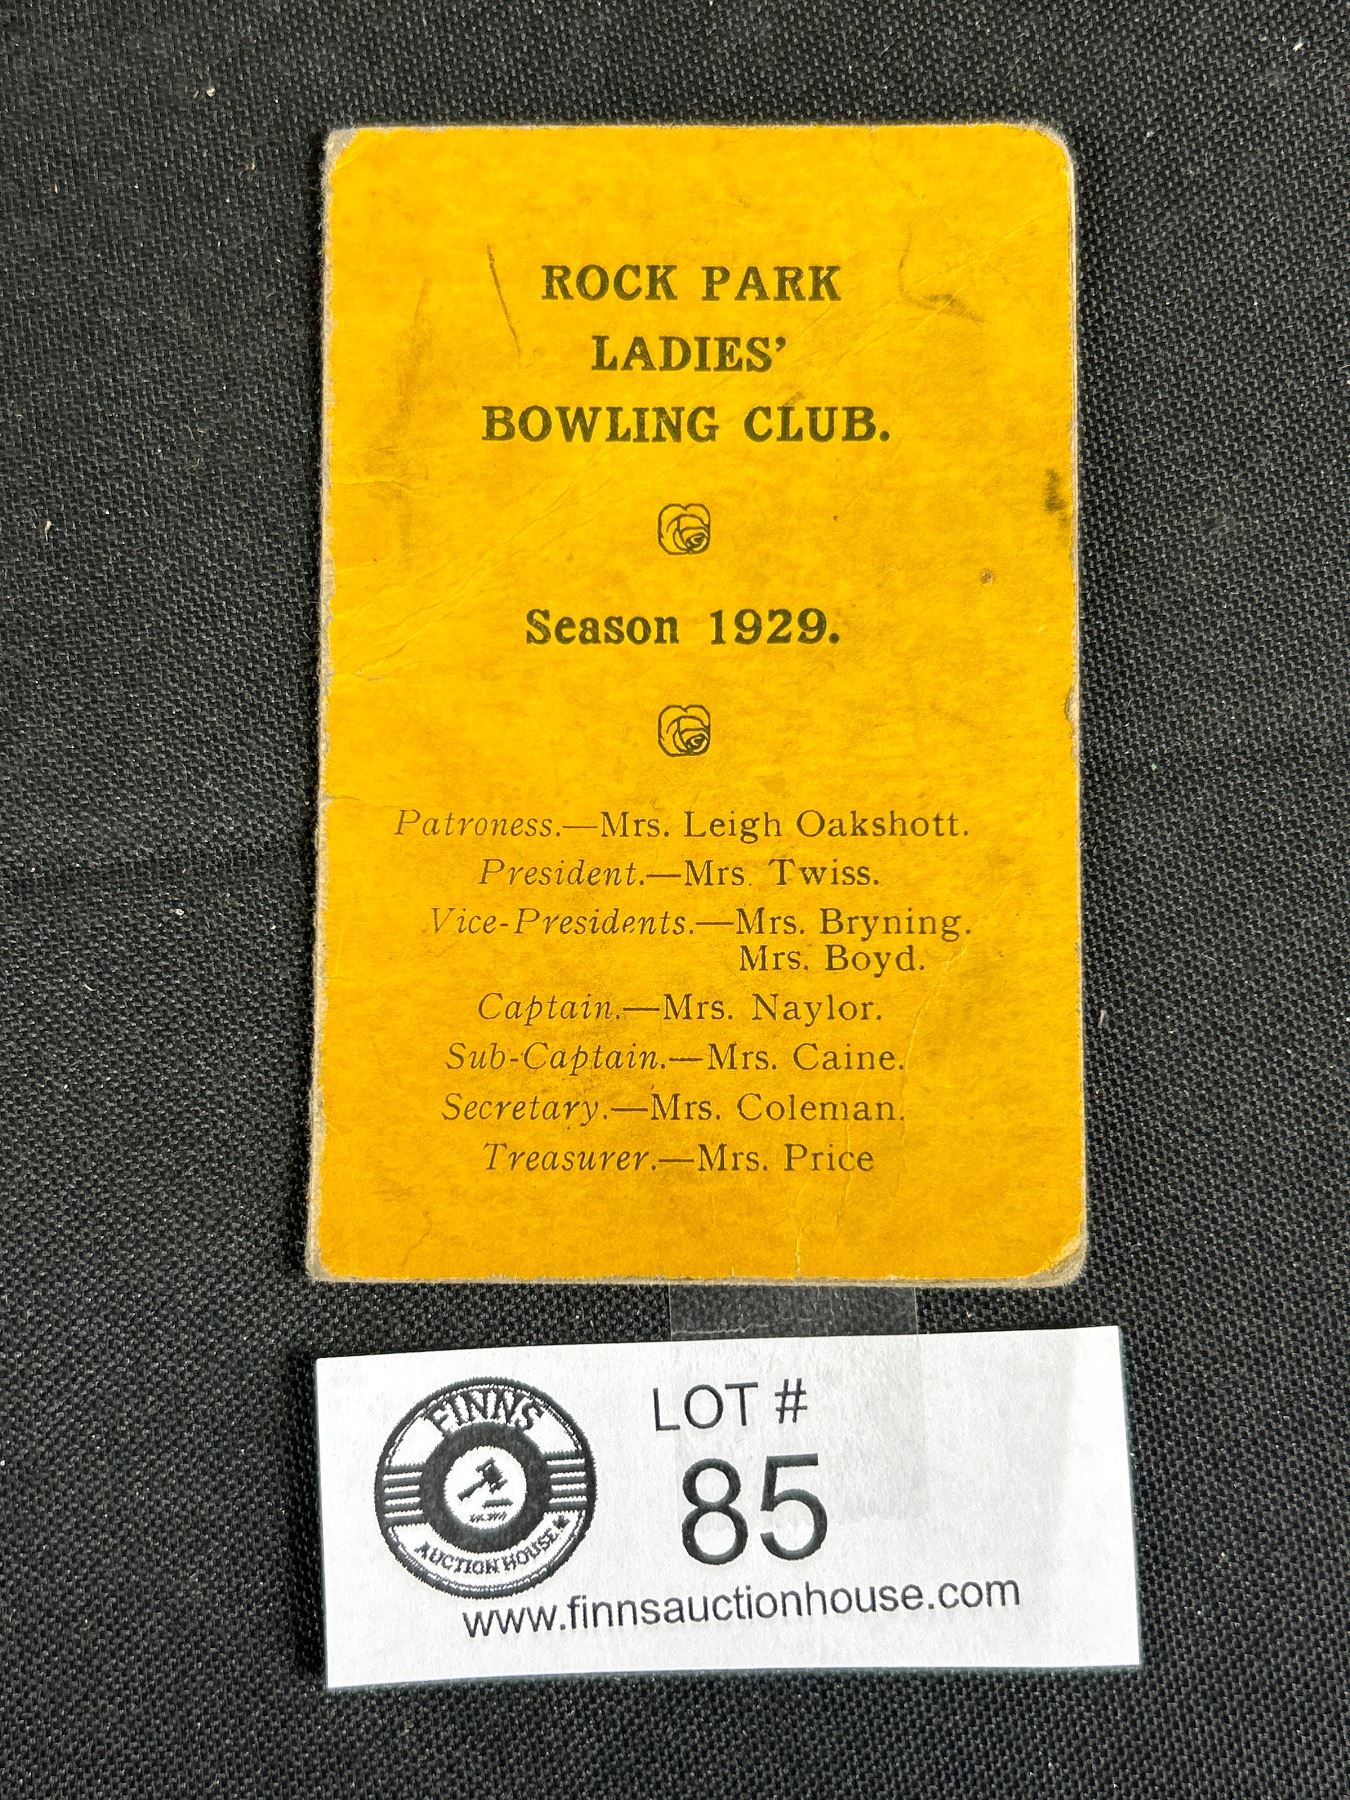 ROCK PARK
LADIES'
BOWLING CLUB.
Season 1929.
Patroness.—Mrs. Leigh Oakshott.
President.—Mrs. Twiss.
Vice-Presidents.—Mrs. Bryning.
Mrs. Boyd.
Captain.—Mrs. Naylor.
Sub-Captain.—Mrs. Caine.
Secretary.—Mrs. Coleman.
Treasurer.—Mrs. Price
FINNS
AUCTION HOUSE
LOT #
85
www.finnsauctionhouse.com